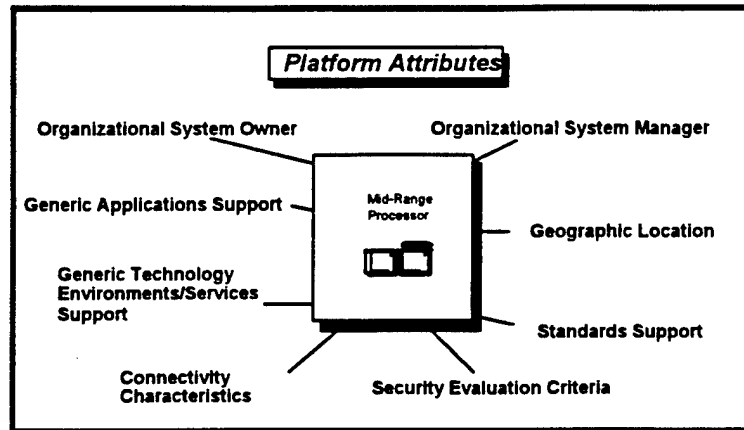 Platform Attributes
Organizational System Owner
Organizational System Manager
Generic Applications Support
Mid-Range
Processor
Geographic Location
Generic Technology
Environments/Services
Support
Standards Support
Connectivity
Characteristics
Security Evaluation Criteria